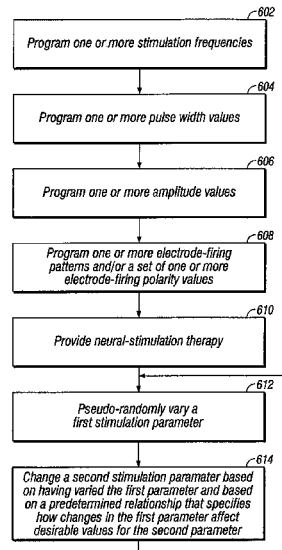 602
Program one or more stimulation frequencies
604
Program one or more pulse width values
606
Program one or more amplitude values
608
Program one or more electrode-firing
patterns and/or a set of one or more
electrode-firing polarity values
610
Provide neural-stimulation therapy
612
Pseudo-randomly vary a
first stimulation parameter
614
Change a second stimulation paramater based
on having varied the first parameter and based
on a predetermined relationship that specifies
how changes in the first parameter affect
desirable values for the second parameter